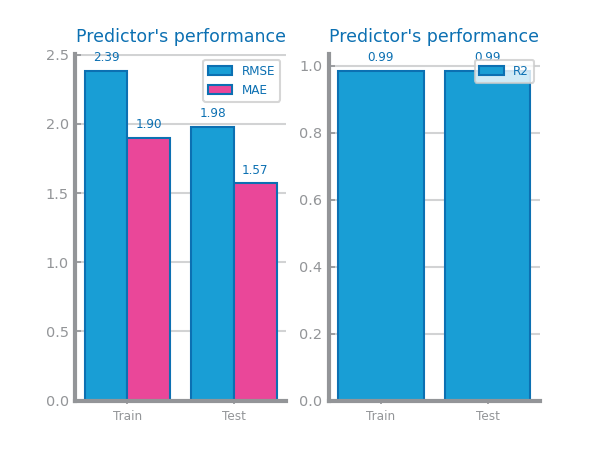 Predictor's performance
2.5
2.0
1.5
1.0
0.5
0.0
2.39
1.90
1.98
1.57
RMSE
MAE
Train
Test
Predictor's performance
1.0
0.8
0.6
0.4
0.2
0.0
0.99
0.99
R2
Train
Test